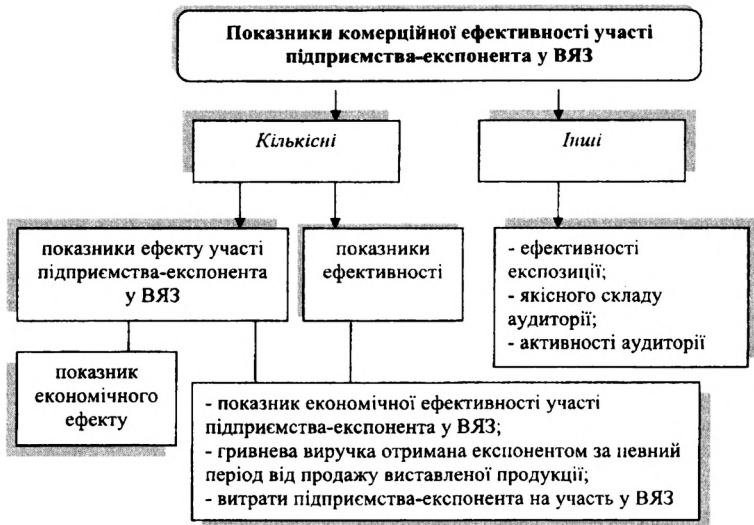 Показники комерційної ефективності участі
підприємства-експонента у ВЯЗ
Кількісні
Інші
показники ефекту участі
підприємства-експонента
у ВЯЗ
показники
ефективності
- ефективності
експозиції;
- якісного складу
аудиторії;
- активності аудиторії
показник
економічного
ефекту
- показник економічної ефективності участі
підприємства-експонента у ВЯЗ;
- гривнева виручка отримана експонентом за певний
період від продажу виставленої продукції;
- витрати підприємства-експонента на участь у ВЯЗ